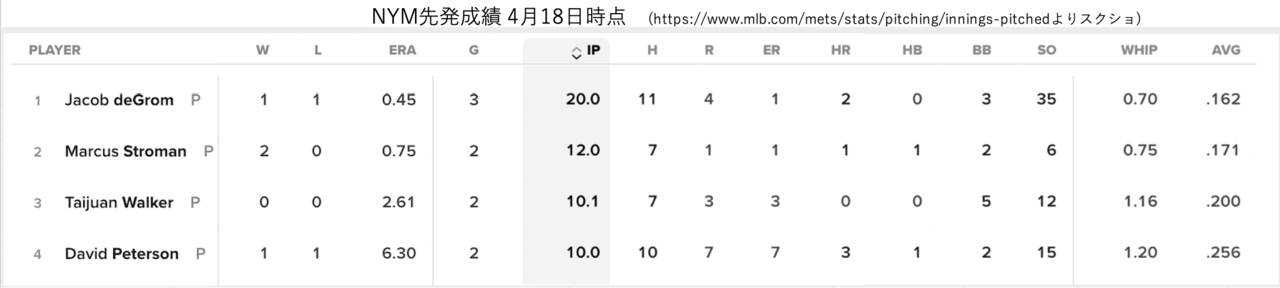 NYM先発成績 4月18日時点 (https://www.mlb.com/mets/stats/pitching/innings-pitchedよりスクショ)
PLAYER W L ERA G IP H R ER HR HB BB SO WHIP AVG
1 Jacob deGrom P 1 1 0.45 3 20.0 11 4 1 2 0 3 35 0.70 .162
2 Marcus Stroman P 2 0 0.75 2 12.0 7 1 1 1 1 2 6 0.75 .171
3 Taijuan Walker P 0 0 2.61 2 10.1 7 3 3 0 0 5 12 1.16 .200
4 David Peterson P 1 1 6.30 2 10.0 10 7 7 3 1 2 15 1.20 .256